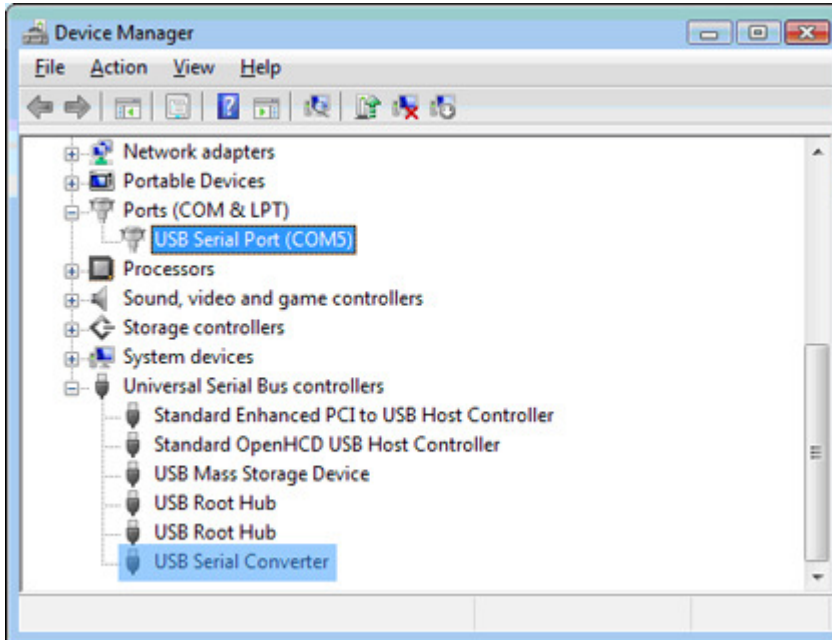 Device Manager
File Action View Help
Network adapters
Portable Devices
Ports (COM & LPT)
USB Serial Port (COM5)
Processors
Sound, video and game controllers
Storage controllers
System devices
Universal Serial Bus controllers
Standard Enhanced PCI to USB Host Controller
Standard OpenHCD USB Host Controller
USB Mass Storage Device
USB Root Hub
USB Root Hub
USB Serial Converter